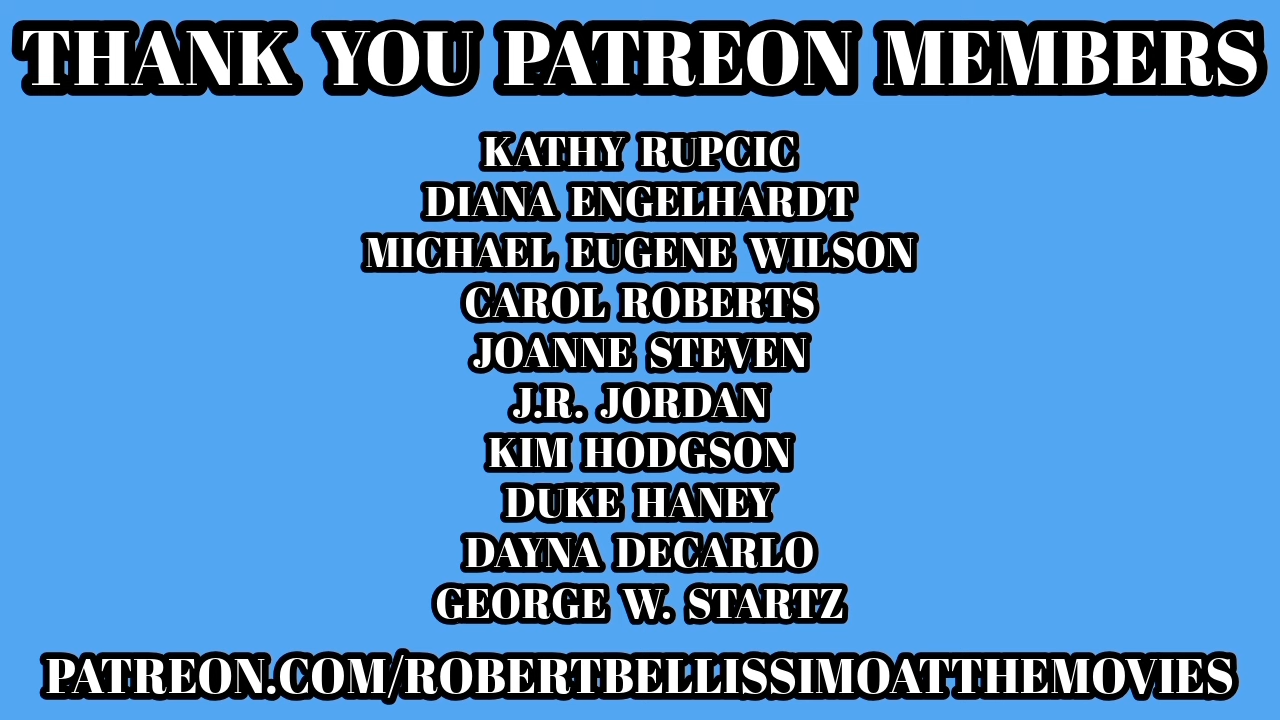 THANK YOU PATREON MEMBERS
KATHY RUPCIC
DIANA ENGELHARDT
MICHAEL EUGENE WILSON
CAROL ROBERTS
JOANNE STEVEN
J.R. JORDAN
KIM HODGSON
DUKE HANEY
DAYNA DECARLO
GEORGE W. STARTZ
PATREON.COM/ROBERTBELLISSIMOATTHEMOVIES